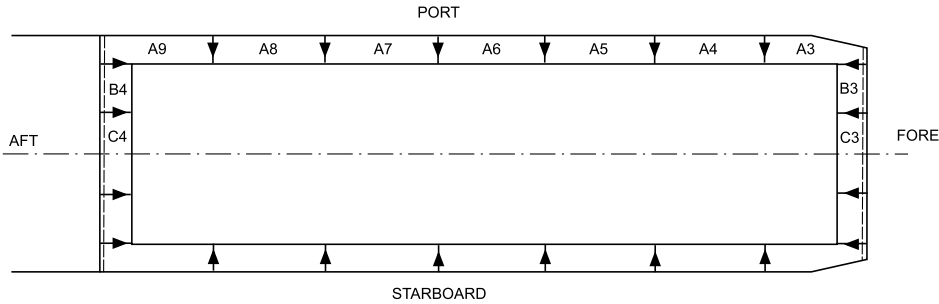 PORT
A9 A8 A7 A6 A5 A4 A3
B4 B3
C4 C3
AFT FORE
STARBOARD